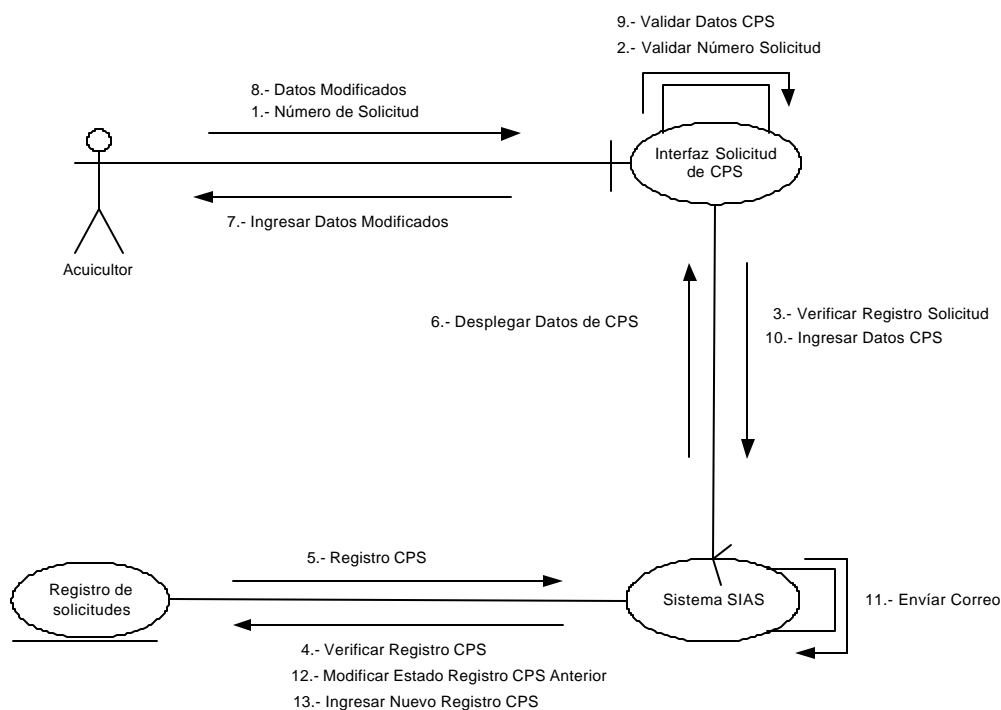 9.- Validar Datos CPS
2.- Validar Número Solicitud
8.- Datos Modificados
1.- Número de Solicitud
Interfaz Solicitud
de CPS
7.- Ingresar Datos Modificados
Acuicultor
3.- Verificar Registro Solicitud
6.- Desplegar Datos de CPS
10.- Ingresar Datos CPS
5.- Registro CPS
Registro de
solicitudes
Sistema SIAS
11.- Envíar Correo
4.- Verificar Registro CPS
12.- Modificar Estado Registro CPS Anterior
13.- Ingresar Nuevo Registro CPS